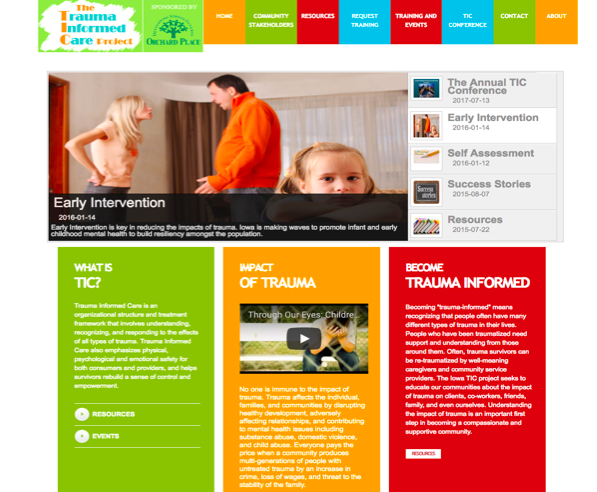 The
Trauma
Informed
Care Project
SPONSORED BY
ORCHARD PLACE
HOME
COMMUNITY
STAKEHOLDERS
RESOURCES
REQUEST
TRAINING
TRAINING AND
EVENTS
TIC
CONFERENCE
CONTACT
ABOUT
Early Intervention
2016-01-14
Early Intervention is key in reducing the impacts of trauma. Iowa is making waves to promote infant and early
childhood mental health to build resiliency amongst the population.
The Annual TIC
Conference
2017-07-13
Early Intervention
2016-01-14
Self Assessment
2016-01-12
Success
stories
Success Stories
2015-08-07
Resources
2015-07-22
WHAT IS
TIC?
Trauma Informed Care is an
organizational structure and treatment
framework that involves understanding,
recognizing, and responding to the effects
of all types of trauma. Trauma Informed
Care also emphasizes physical,
psychological and emotional safety for
both consumers and providers, and helps
survivors rebuild a sense of control and
empowerment.
RESOURCES
EVENTS
IMPACT
OF TRAUMA
Through Our Eyes: Childre...
No one is immune to the impact of
trauma. Trauma affects the individual,
families, and communities by disrupting
healthy development, adversely
affecting relationships, and contributing
to mental health issues including
substance abuse, domestic violence,
and child abuse. Everyone pays the
price when a community produces
multi-generations of people with
untreated trauma by an increase in
crime, loss of wages, and threat to the
stability of the family.
BECOME
TRAUMA INFORMED
Becoming "trauma-informed" means
recognizing that people often have many
different types of trauma in their lives.
People who have been traumatized need
support and understanding from those
around them. Often, trauma survivors can
be re-traumatized by well-meaning
caregivers and community service
providers. The Iowa TIC project seeks to
educate our communities about the impact
of trauma on clients, co-workers, friends,
family, and even ourselves. Understanding
the impact of trauma is an important first
step in becoming a compassionate and
supportive community.
RESOURCES